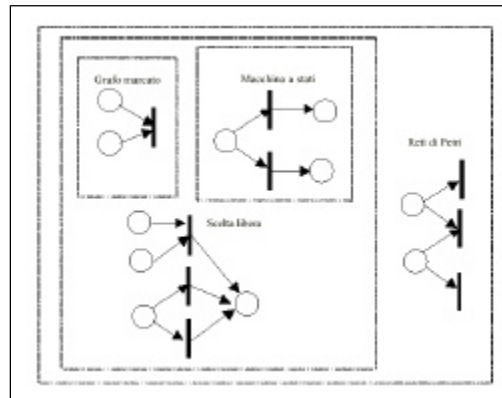 Grafo marcato
Macchina a stati
Reti di Petri
Scelta libera